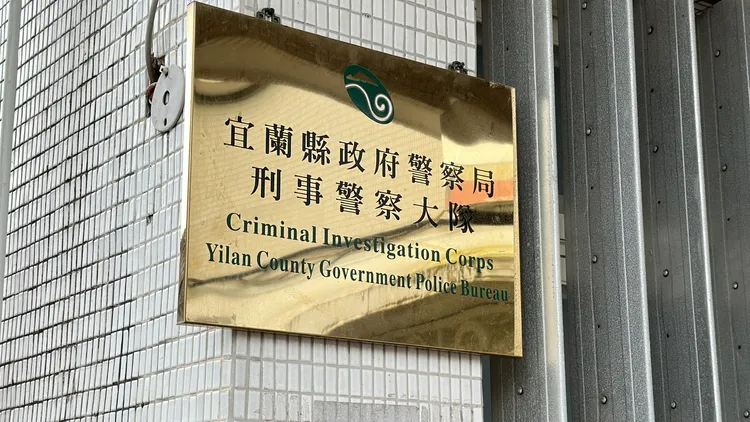 宜蘭縣政府警察局
刑事警察大隊
Criminal Investigation Corps
Yilan County Government Police Bureau